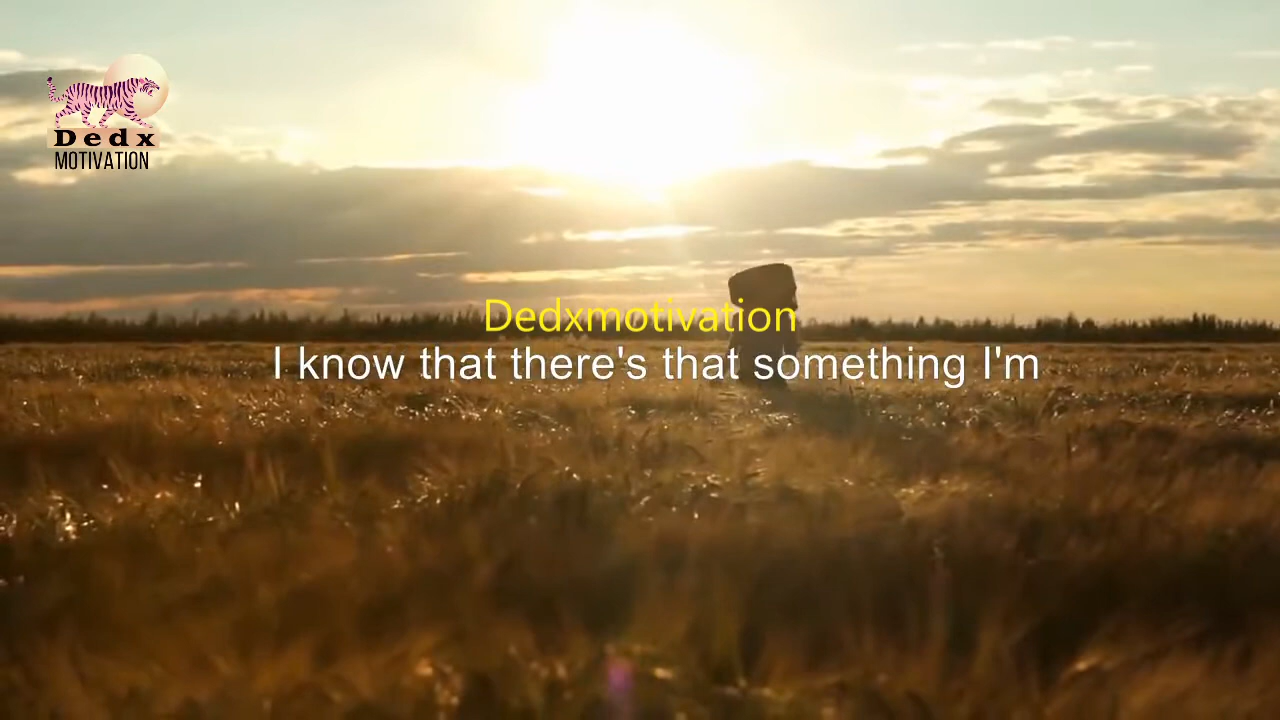 Dedx
MOTIVATION
Dedxmotivation
I know that there's that something I'm